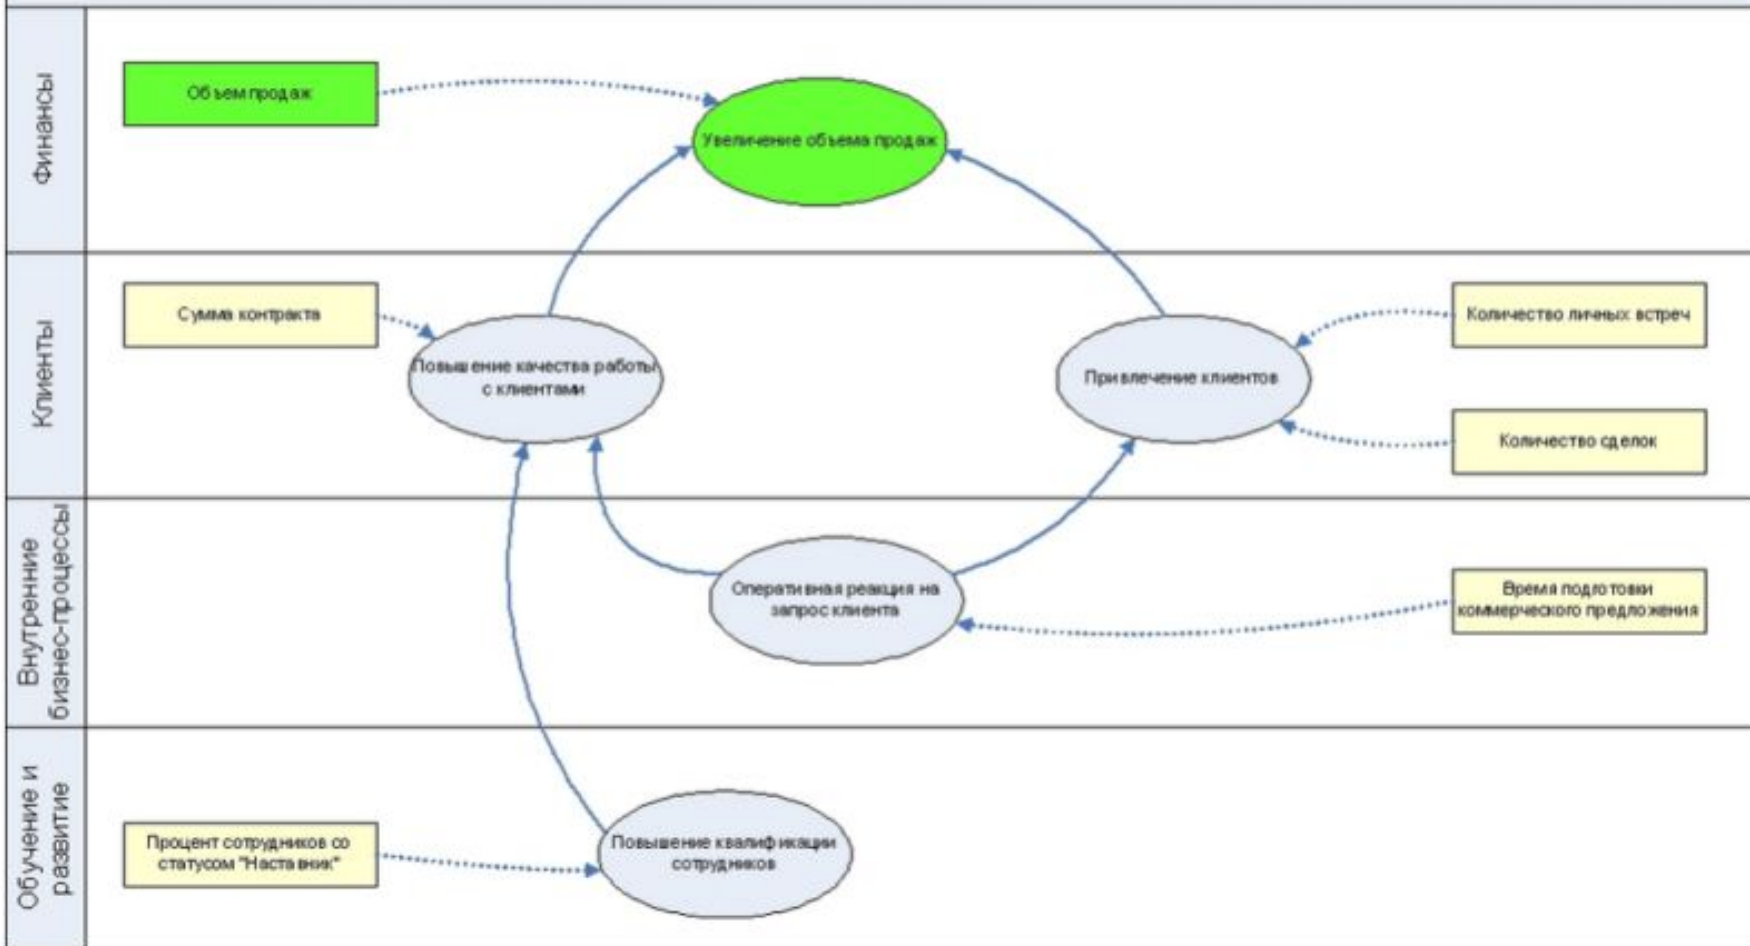 Финансы
Объем продаж
Увеличение объема продаж
Клиенты
Сумма контракта
Повышение качества работы
с клиентами
Привлечение клиентов
Количество личных встреч
Количество сделок
Внутренние
бизнес-процессы
Оперативная реакция на
запрос клиента
Время подготовки
коммерческого предложения
Обучение и
развитие
Процент сотрудников со
статусом "Наставник"
Повышение квалификации
сотрудников